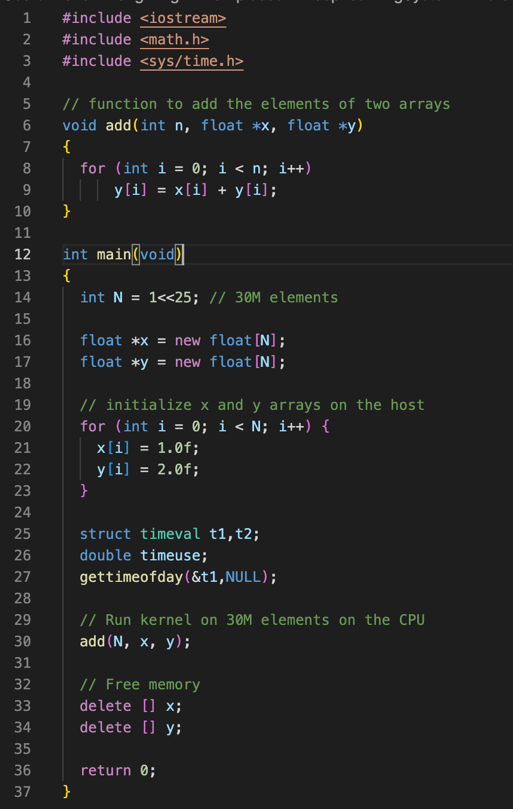 1 #include <iostream>
2 #include <math.h>
3 #include <sys/time.h>
4
5 // function to add the elements of two arrays
6 void add(int n, float *x, float *y)
7 {
8   for (int i = 0; i < n; i++)
9       y[i] = x[i] + y[i];
10 }
11
12 int main(void)
13 {
14   int N = 1<<25; // 30M elements
15
16   float *x = new float[N];
17   float *y = new float[N];
18
19   // initialize x and y arrays on the host
20   for (int i = 0; i < N; i++) {
21     x[i] = 1.0f;
22     y[i] = 2.0f;
23   }
24
25   struct timeval t1,t2;
26   double timeuse;
27   gettimeofday(&t1,NULL);
28
29   // Run kernel on 30M elements on the CPU
30   add(N, x, y);
31
32   // Free memory
33   delete [] x;
34   delete [] y;
35
36   return 0;
37 }